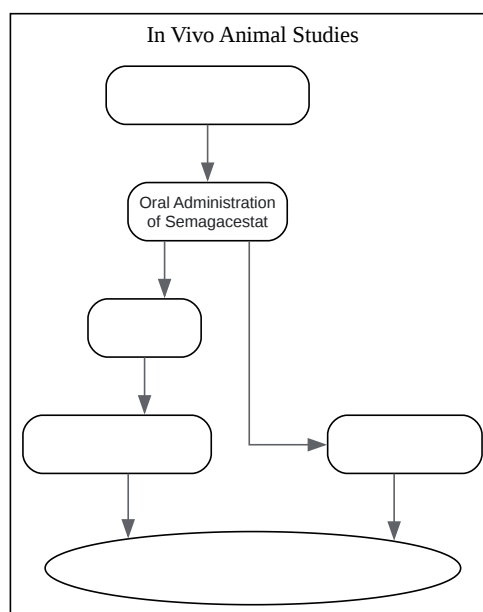 In Vivo Animal Studies
Oral Administration
of Semagacestat